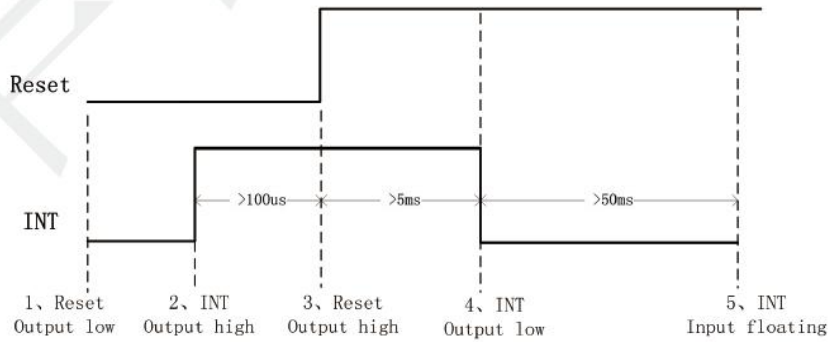 Reset
>100us
>5ms
>50ms
INT
1、Reset
Output low
2、INT
Output high
3、Reset
Output high
4、INT
Output low
5、INT
Input floating